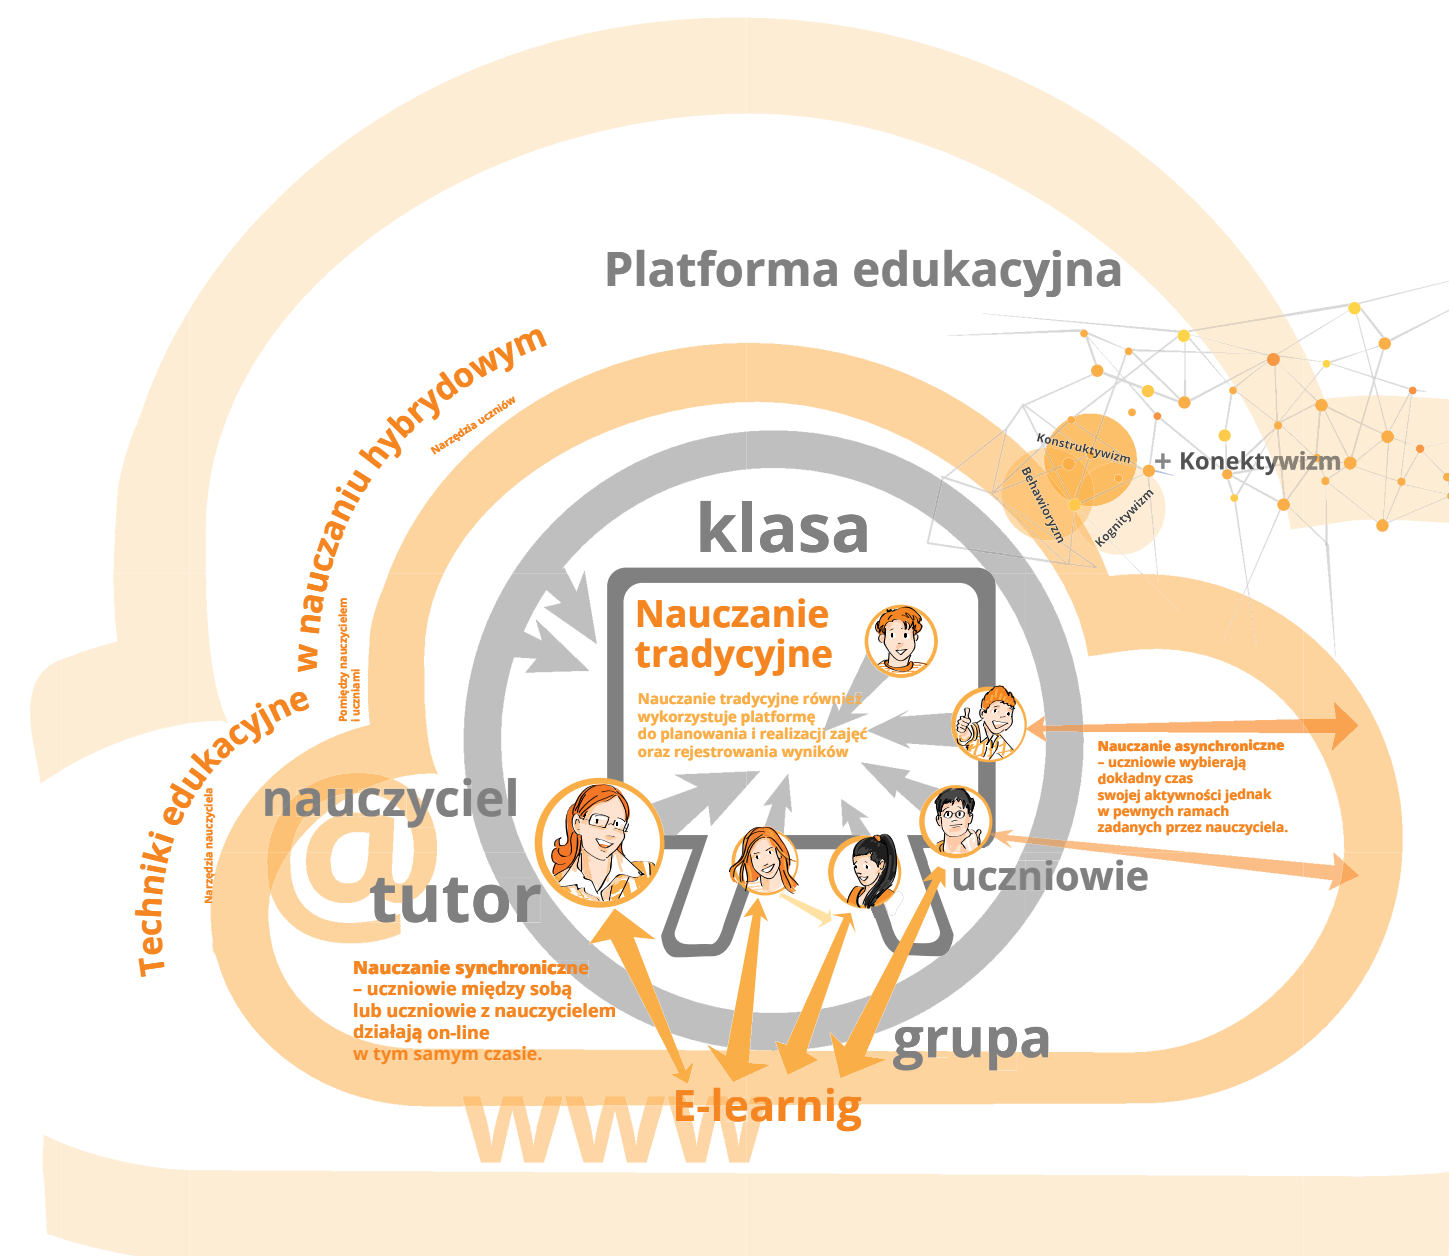 Platforma edukacyjna
Techniki edukacyjne w nauczaniu hybrydowym
Narzędzia uczniów
Pomiędzy nauczycielem
i uczniami
Narzędzia nauczyciela
Konstruktywizm
Behawioryzm
Kognitywizm
+ Konektywizm
klasa
Nauczanie
tradycyjne
Nauczanie tradycyjne również
wykorzystuje platformę
do planowania i realizacji zajęć
oraz rejestrowania wyników
Nauczanie asynchroniczne
– uczniowie wybierają
dokładny czas
swojej aktywności jednak
w pewnych ramach
zadanych przez nauczyciela.
nauczyciel
@
tutor
uczniowie
Nauczanie synchroniczne
– uczniowie między sobą
lub uczniowie z nauczycielem
działają on-line
w tym samym czasie.
grupa
E-learnig
www